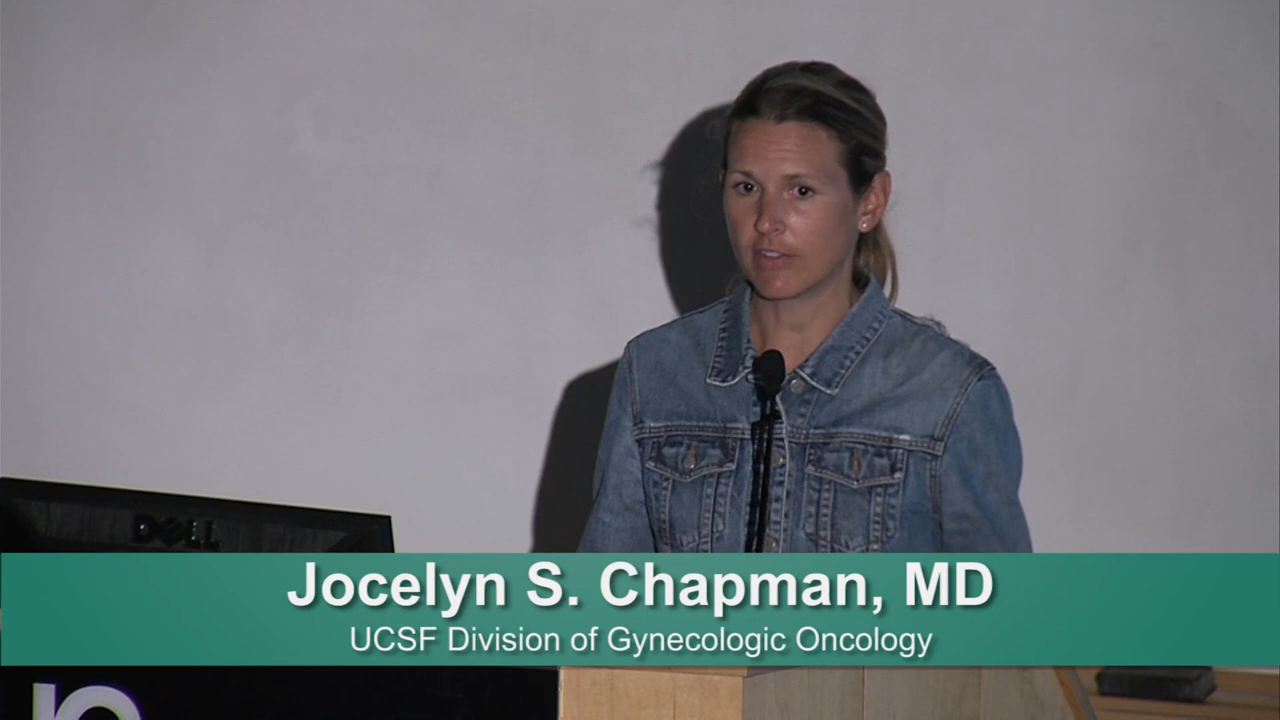 DELL
Jocelyn S. Chapman, MD
UCSF Division of Gynecologic Oncology